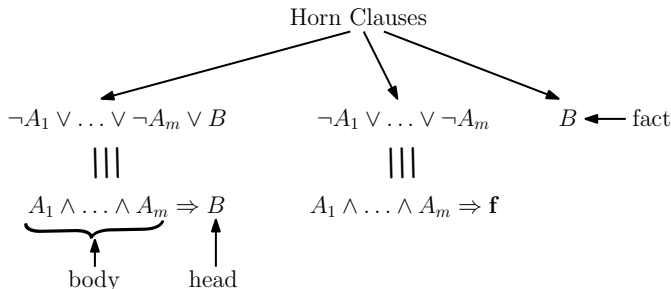 Horn Clauses
¬A₁ ∨ … ∨ ¬Aₘ ∨ B ¬A₁ ∨ … ∨ ¬Aₘ B fact
A₁ ∧ … ∧ Aₘ ⇒ B A₁ ∧ … ∧ Aₘ ⇒ f
body head